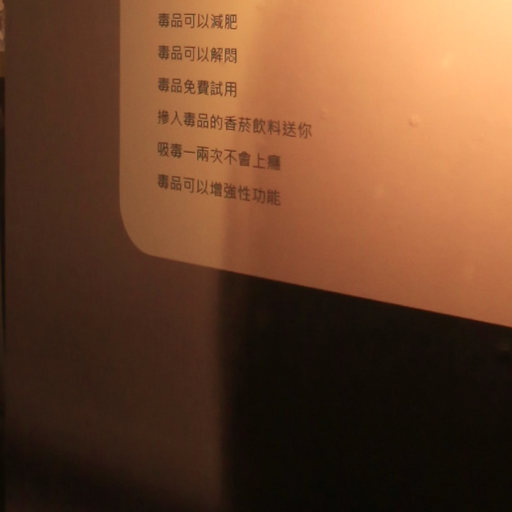 毒品可以減肥
毒品可以解悶
毒品免費試用
摻入毒品的香菸飲料送你
吸毒一兩次不會上癮
毒品可以增強性功能